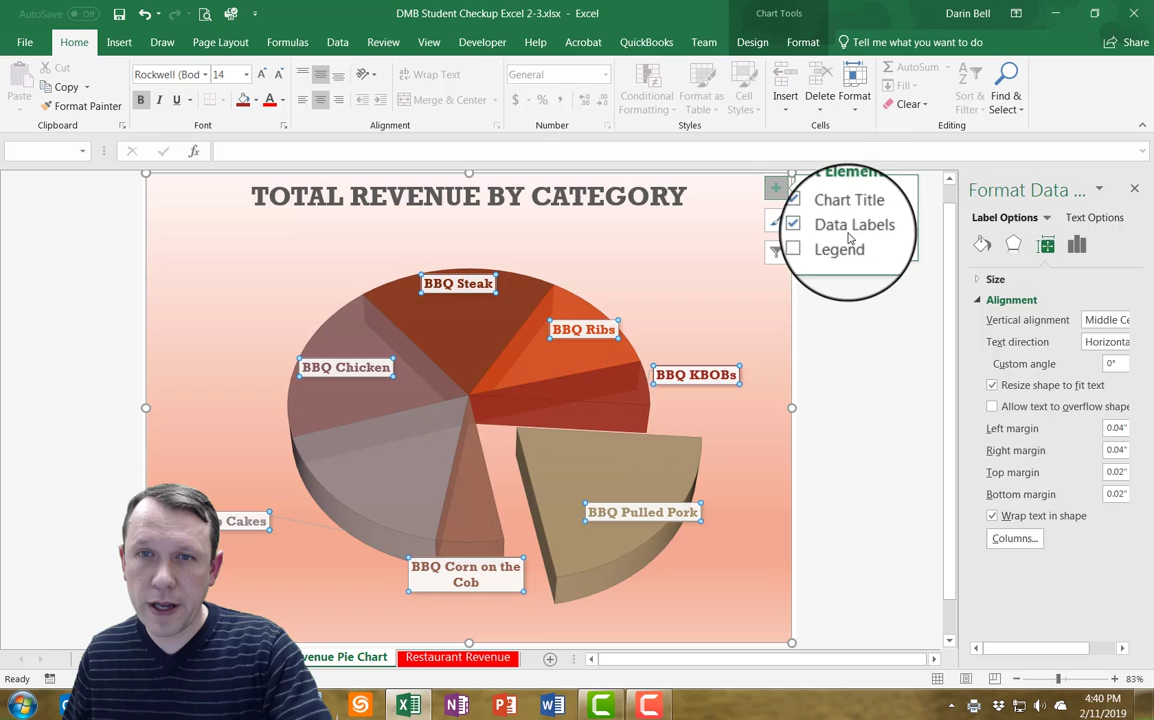 AutoSave Off
DMB Student Checkup Excel 2-3.xlsx - Excel
Chart Tools
Darin Bell
File Home Insert Draw Page Layout Formulas Data Review View Developer Help Acrobat QuickBooks Team Design Format Tell me what you want to do Share
Paste
Cut
Copy
Format Painter
Clipboard
Rockwell (Bod 14
B I U
Font
Wrap Text
Merge & Center
Alignment
General
$ % ,
Number
Conditional Formatting
Format as Table
Cell Styles
Styles
Insert Delete Format
Cells
AutoSum
Fill
Clear
Sort & Filter
Find & Select
Editing
fx
TOTAL REVENUE BY CATEGORY
BBQ Steak
BBQ Ribs
BBQ KBOBs
BBQ Chicken
BBQ Pulled Pork
Cakes
BBQ Corn on the
Cob
Chart Title
Data Labels
Legend
Format Data ...
Label Options Text Options
Size
Alignment
Vertical alignment Middle Ce
Text direction Horizonta
Custom angle 0°
Resize shape to fit text
Allow text to overflow shape
Left margin 0.04"
Right margin 0.04"
Top margin 0.02"
Bottom margin 0.02"
Wrap text in shape
Columns...
venue Pie Chart Restaurant Revenue
Ready
83%
4:40 PM
2/11/2019